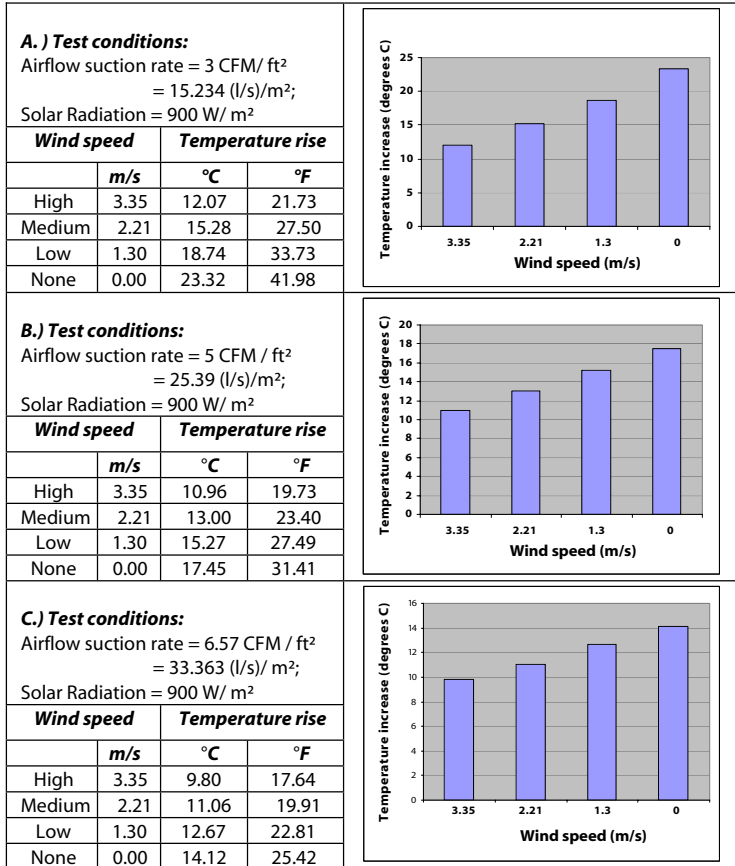 A. ) Test conditions:
Airflow suction rate = 3 CFM/ ft²
= 15.234 (l/s)/m²;
Solar Radiation = 900 W/ m²
Wind speed Temperature rise
m/s °C °F
High 3.35 12.07 21.73
Medium 2.21 15.28 27.50
Low 1.30 18.74 33.73
None 0.00 23.32 41.98
Temperature increase (degrees C)
25
20
15
10
5
0
3.35 2.21 1.3 0
Wind speed (m/s)
B.) Test conditions:
Airflow suction rate = 5 CFM / ft²
= 25.39 (l/s)/m²;
Solar Radiation = 900 W/ m²
Wind speed Temperature rise
m/s °C °F
High 3.35 10.96 19.73
Medium 2.21 13.00 23.40
Low 1.30 15.27 27.49
None 0.00 17.45 31.41
Temperature increase (degrees C)
20
18
16
14
12
10
8
6
4
2
0
3.35 2.21 1.3 0
Wind speed (m/s)
C.) Test conditions:
Airflow suction rate = 6.57 CFM / ft²
= 33.363 (l/s)/ m²;
Solar Radiation = 900 W/ m²
Wind speed Temperature rise
m/s °C °F
High 3.35 9.80 17.64
Medium 2.21 11.06 19.91
Low 1.30 12.67 22.81
None 0.00 14.12 25.42
Temperature increase (degrees C)
16
14
12
10
8
6
4
2
0
3.35 2.21 1.3 0
Wind speed (m/s)